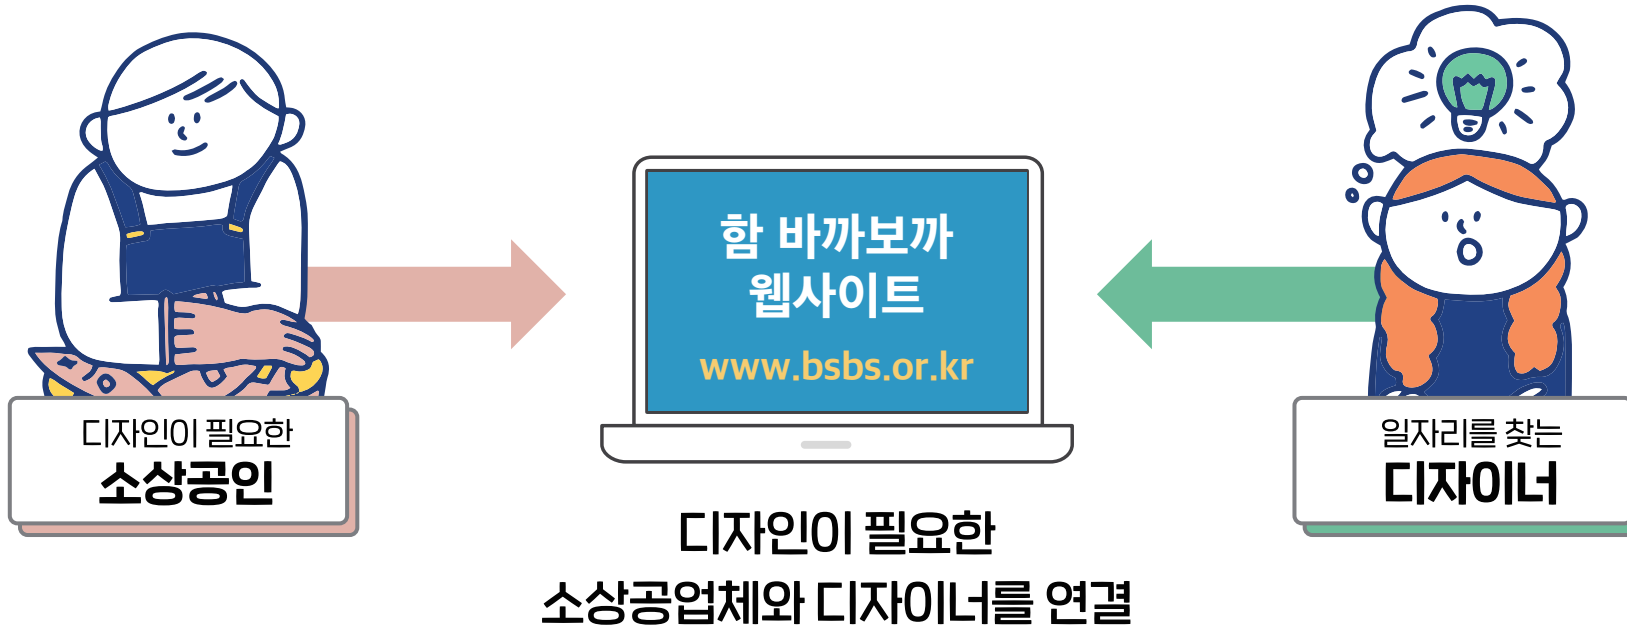 함 바까보까
웹사이트
www.bsbs.or.kr
디자인이 필요한
소상공인
일자리를 찾는
디자이너
디자인이 필요한
소상공업체와 디자이너를 연결